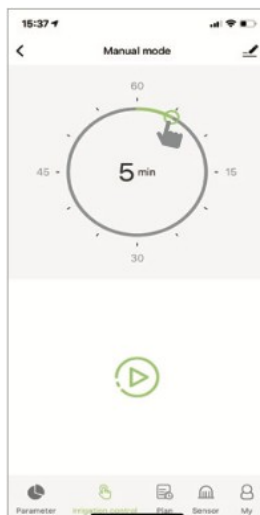 15:37
Manual mode
60
45
5 min
15
30
Parameter
Irrigation control
Plan
Sensor
My